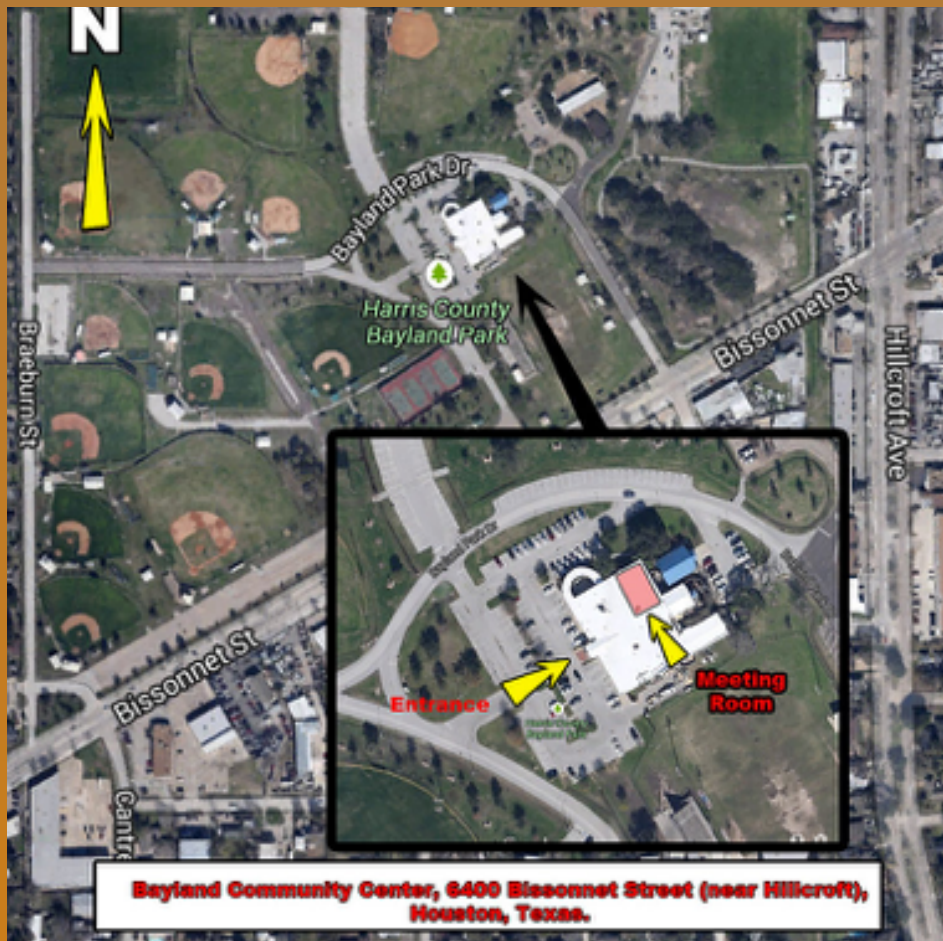 N
Bayland Park Dr
Harris County
Bayland Park
Bissonnet St
Braeburn St
Hillcroft Ave
Bissonnet St
Entrance
Meeting
Room
Bayland Community Center, 6400 Bissonnet Street (near Hillcroft),
Houston, Texas.